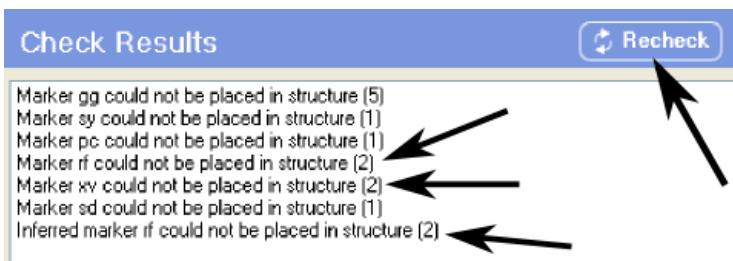 Check Results
Recheck
Marker gg could not be placed in structure (5)
Marker sy could not be placed in structure (1)
Marker pc could not be placed in structure (1)
Marker rf could not be placed in structure (2)
Marker xv could not be placed in structure (2)
Marker sd could not be placed in structure (1)
Inferred marker rf could not be placed in structure (2)